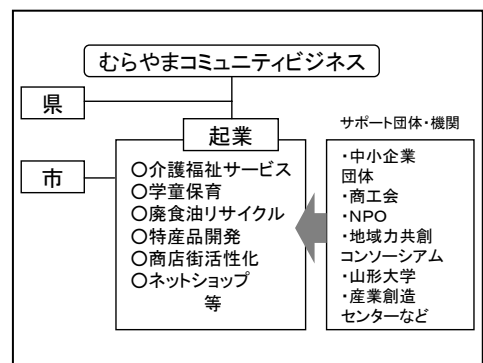 むらやまコミュニティビジネス
県
起業
サポート団体・機関
市
○介護福祉サービス
○学童保育
○廃食油リサイクル
○特産品開発
○商店街活性化
○ネットショップ
等
・中小企業
団体
・商工会
・NPO
・地域力共創
コンソーシアム
・山形大学
・産業創造
センターなど